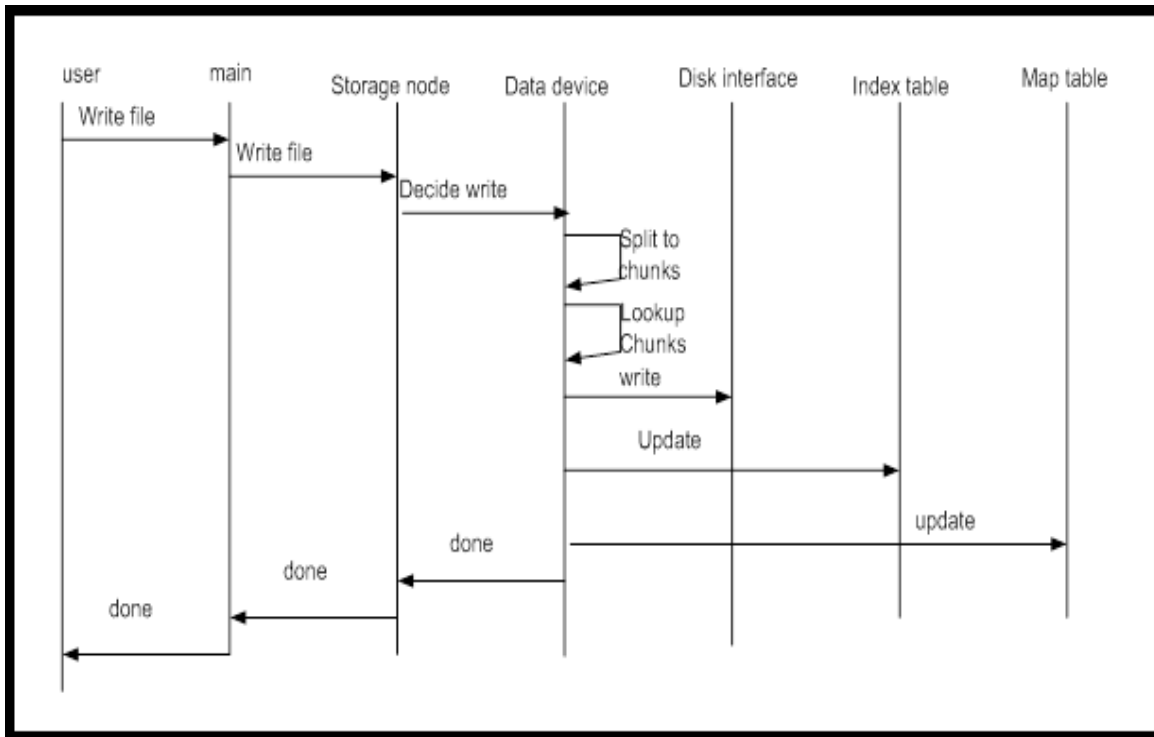 user
main
Storage node
Data device
Disk interface
Index table
Map table
Write file
Write file
Decide write
Split to
chunks
Lookup
Chunks
write
Update
update
done
done
done